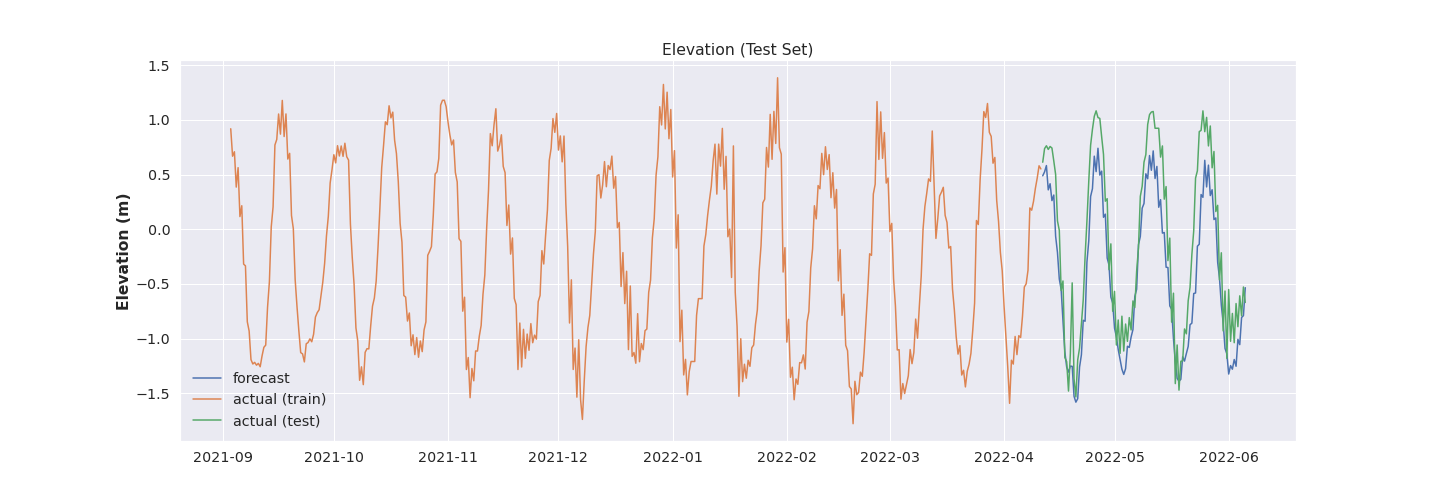 Elevation (Test Set)
Elevation (m)
1.5
1.0
0.5
0.0
−0.5
−1.0
−1.5
forecast
actual (train)
actual (test)
2021-09 2021-10 2021-11 2021-12 2022-01 2022-02 2022-03 2022-04 2022-05 2022-06